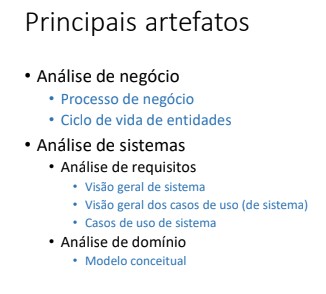 Principais artefatos
• Análise de negócio
• Processo de negócio
• Ciclo de vida de entidades
• Análise de sistemas
• Análise de requisitos
• Visão geral de sistema
• Visão geral dos casos de uso (de sistema)
• Casos de uso de sistema
• Análise de domínio
• Modelo conceitual